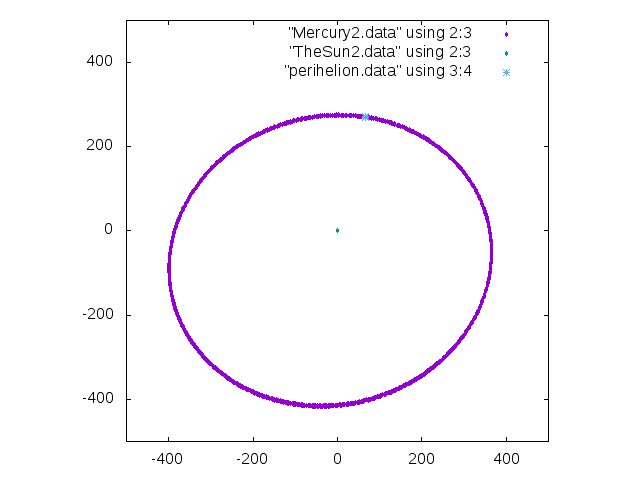 "Mercury2.data" using 2:3
"TheSun2.data" using 2:3
"perihelion.data" using 3:4
400
200
0
-200
-400
-400 -200 0 200 400